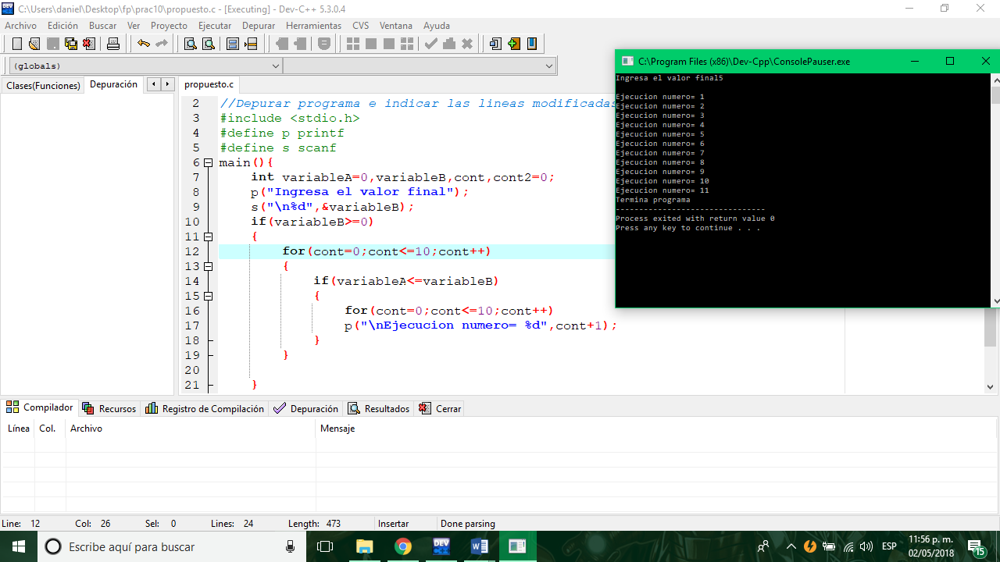 C:\Users\daniel\Desktop\fp\prac10\propuesto.c - [Executing] - Dev-C++ 5.3.0.4
Archivo Edición Buscar Ver Proyecto Ejecutar Depurar Herramientas CVS Ventana Ayuda
(globals)
Clases(Funciones) Depuración
propuesto.c
2 //Depurar programa e indicar las lineas modificadas
3 #include <stdio.h>
4 #define p printf
5 #define s scanf
6 main(){
7 int variableA=0,variableB,cont,cont2=0;
8 p("Ingresa el valor final");
9 s("\n%d",&variableB);
10 if(variableB>=0)
11 {
12 for(cont=0;cont<=10;cont++)
13 {
14 if(variableA<=variableB)
15 {
16 for(cont=0;cont<=10;cont++)
17 p("\nEjecucion numero= %d",cont+1);
18 }
19 }
20
21 }
C:\Program Files (x86)\Dev-Cpp\ConsolePauser.exe
Ingresa el valor final5
Ejecucion numero= 1
Ejecucion numero= 2
Ejecucion numero= 3
Ejecucion numero= 4
Ejecucion numero= 5
Ejecucion numero= 6
Ejecucion numero= 7
Ejecucion numero= 8
Ejecucion numero= 9
Ejecucion numero= 10
Ejecucion numero= 11
Termina programa
--------------------------------
Process exited with return value 0
Press any key to continue . . .
Compilador Recursos Registro de Compilación Depuración Resultados Cerrar
Línea Col. Archivo Mensaje
Line: 12 Col: 26 Sel: 0 Lines: 24 Length: 473 Insertar Done parsing
Escribe aquí para buscar
DEV
ESP
11:56 p. m.
02/05/2018
15